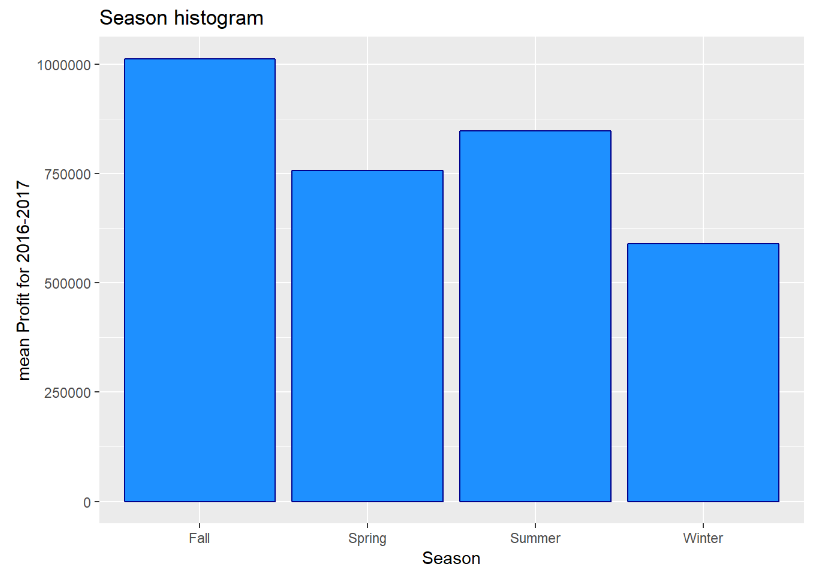 Season histogram
mean Profit for 2016-2017
1000000
750000
500000
250000
0
Fall Spring Summer Winter
Season